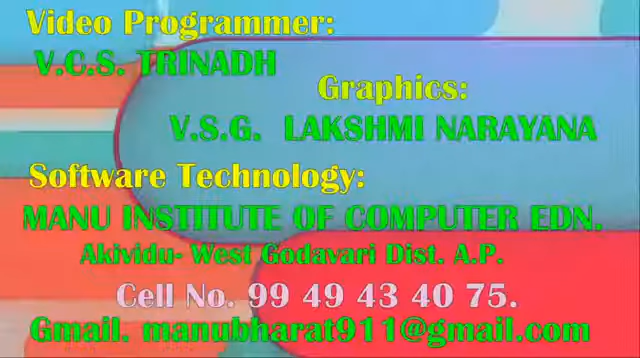 Video Programmer:
V.C.S. TRINADH
Graphics:
V.S.G. LAKSHMI NARAYANA
Software Technology:
MANU INSTITUTE OF COMPUTER EDN.
Akividu- West Godavari Dist. A.P.
Cell No. 99 49 43 40 75.
Gmail. manubharat911@gmail.com